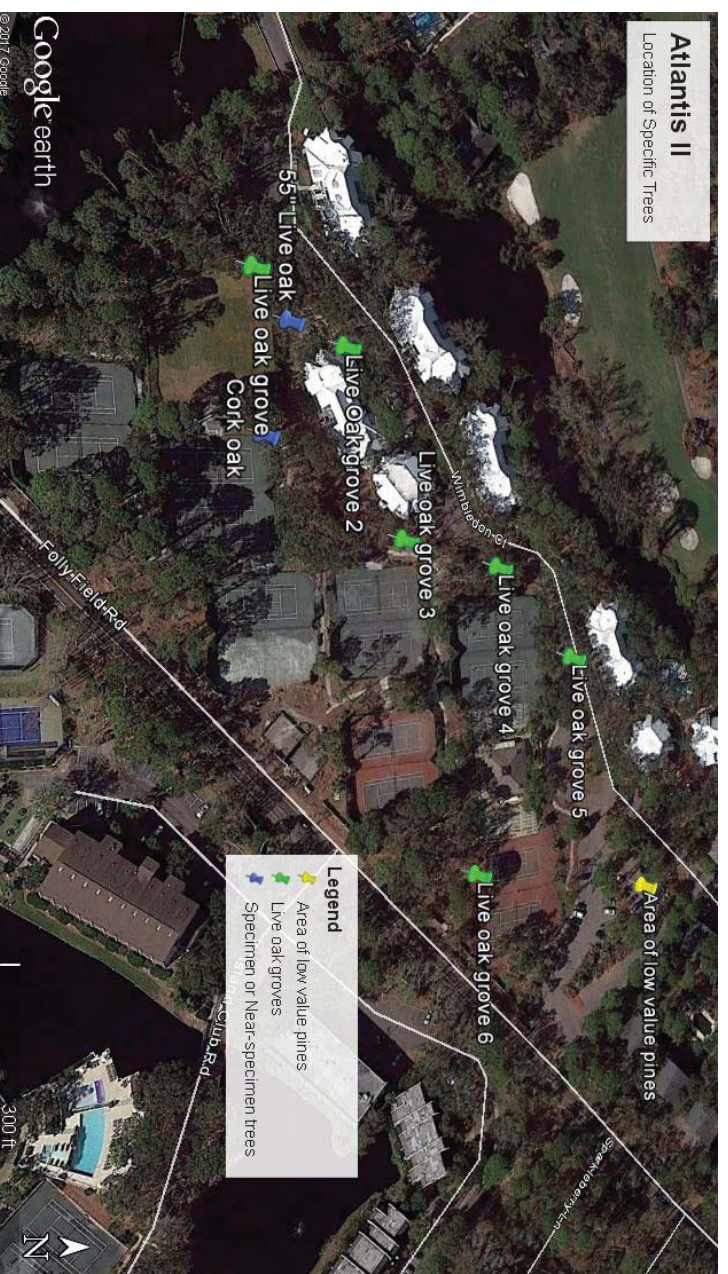 Atlantis II
Location of Specific Trees
55" Live oak
Live oak grove
Cork oak
Live Oak grove 2
Live oak grove 3
Live oak grove 4
Live oak grove 5
Live oak grove 6
Area of low value pines
Wimbledon Ct
Folly Field Rd
Sparkleberry Ln
Club Rd
Legend
Area of low value pines
Live oak groves
Specimen or Near-specimen trees
Google earth
© 2017 Google
300 ft
N